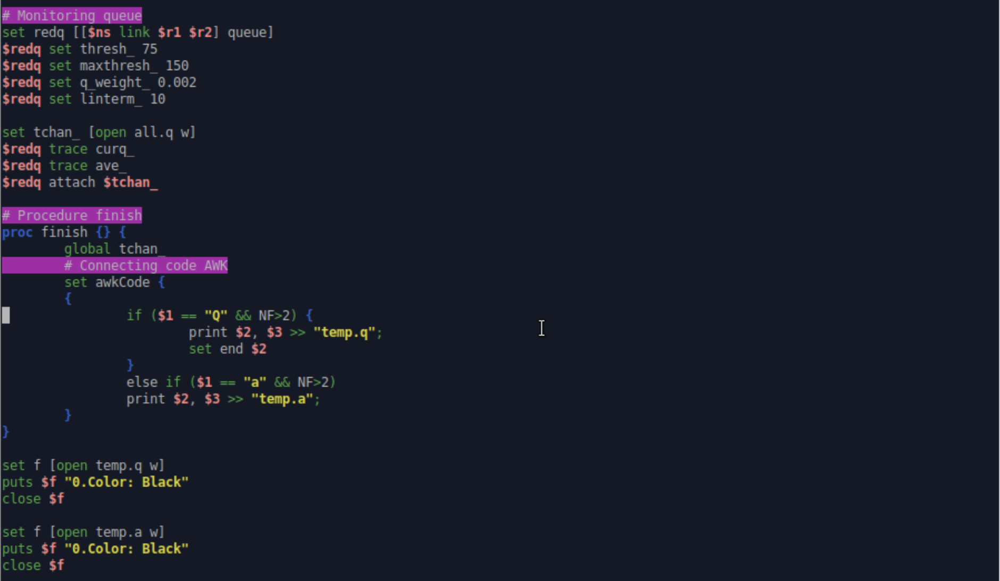 # Monitoring queue
set redq [[$ns link $r1 $r2] queue]
$redq set thresh_ 75
$redq set maxthresh_ 150
$redq set q_weight_ 0.002
$redq set linterm_ 10

set tchan_ [open all.q w]
$redq trace curq_
$redq trace ave_
$redq attach $tchan_

# Procedure finish
proc finish {} {
        global tchan_
        # Connecting code AWK
        set awkCode {
        {
                if ($1 == "Q" && NF>2) {
                        print $2, $3 >> "temp.q";
                        set end $2
                }
                else if ($1 == "a" && NF>2)
                print $2, $3 >> "temp.a";
        }
}

set f [open temp.q w]
puts $f "0.Color: Black"
close $f

set f [open temp.a w]
puts $f "0.Color: Black"
close $f